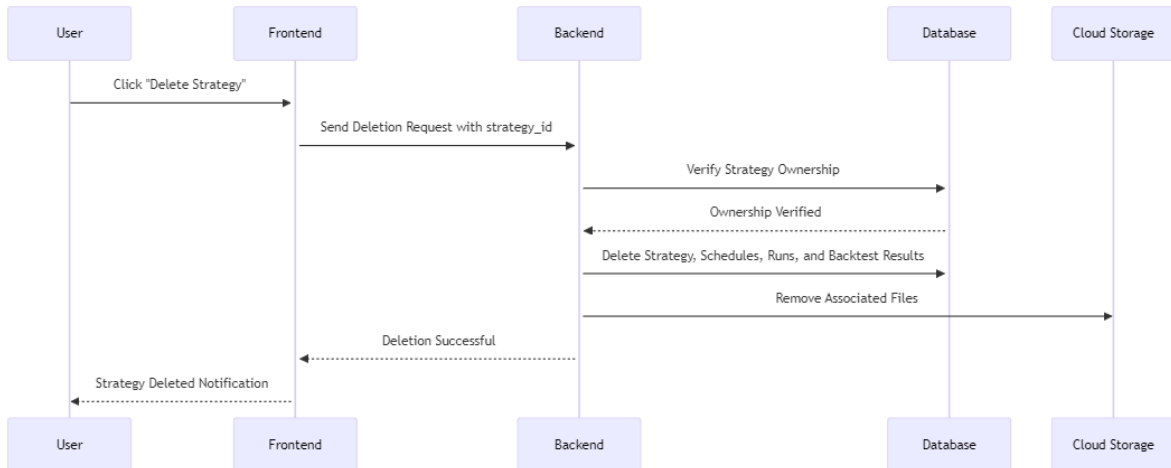 User
Frontend
Backend
Database
Cloud Storage
Click "Delete Strategy"
Send Deletion Request with strategy_id
Verify Strategy Ownership
Ownership Verified
Delete Strategy, Schedules, Runs, and Backtest Results
Remove Associated Files
Deletion Successful
Strategy Deleted Notification
User
Frontend
Backend
Database
Cloud Storage